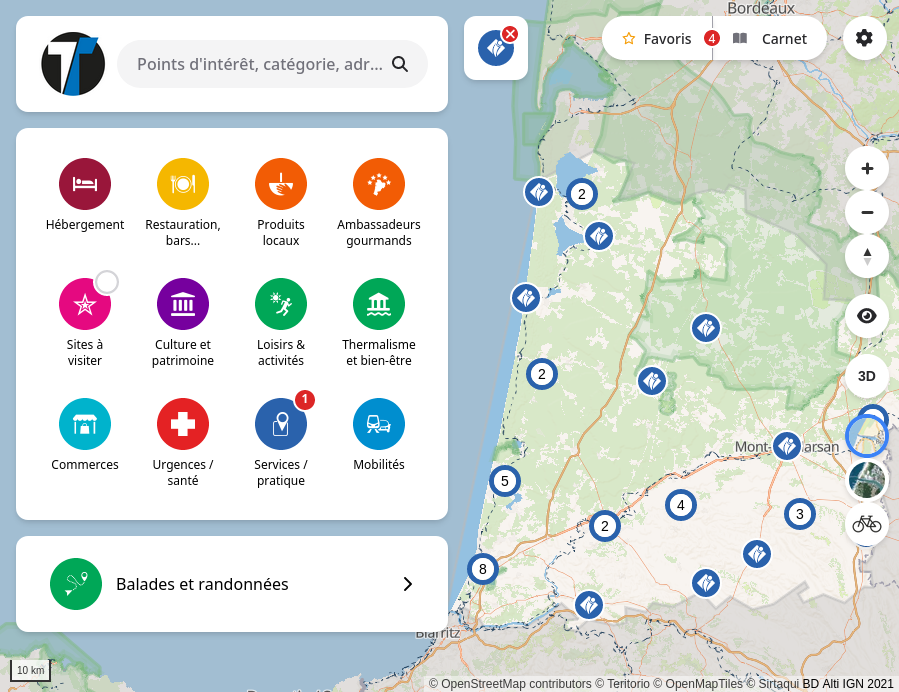 Bordeaux
Points d'intérêt, catégorie, adr...
Favoris
4
Carnet
Hébergement
Restauration,
bars...
Produits
locaux
Ambassadeurs
gourmands
Sites à
visiter
Culture et
patrimoine
Loisirs &
activités
Thermalisme
et bien-être
Commerces
Urgences /
santé
1
Services /
pratique
Mobilités
Balades et randonnées
2
2
3D
Mont-
arsan
5
4
3
2
8
Biarritz
10 km
© OpenStreetMap contributors © Teritorio © OpenMapTiles © Sirtaqui BD Alti IGN 2021